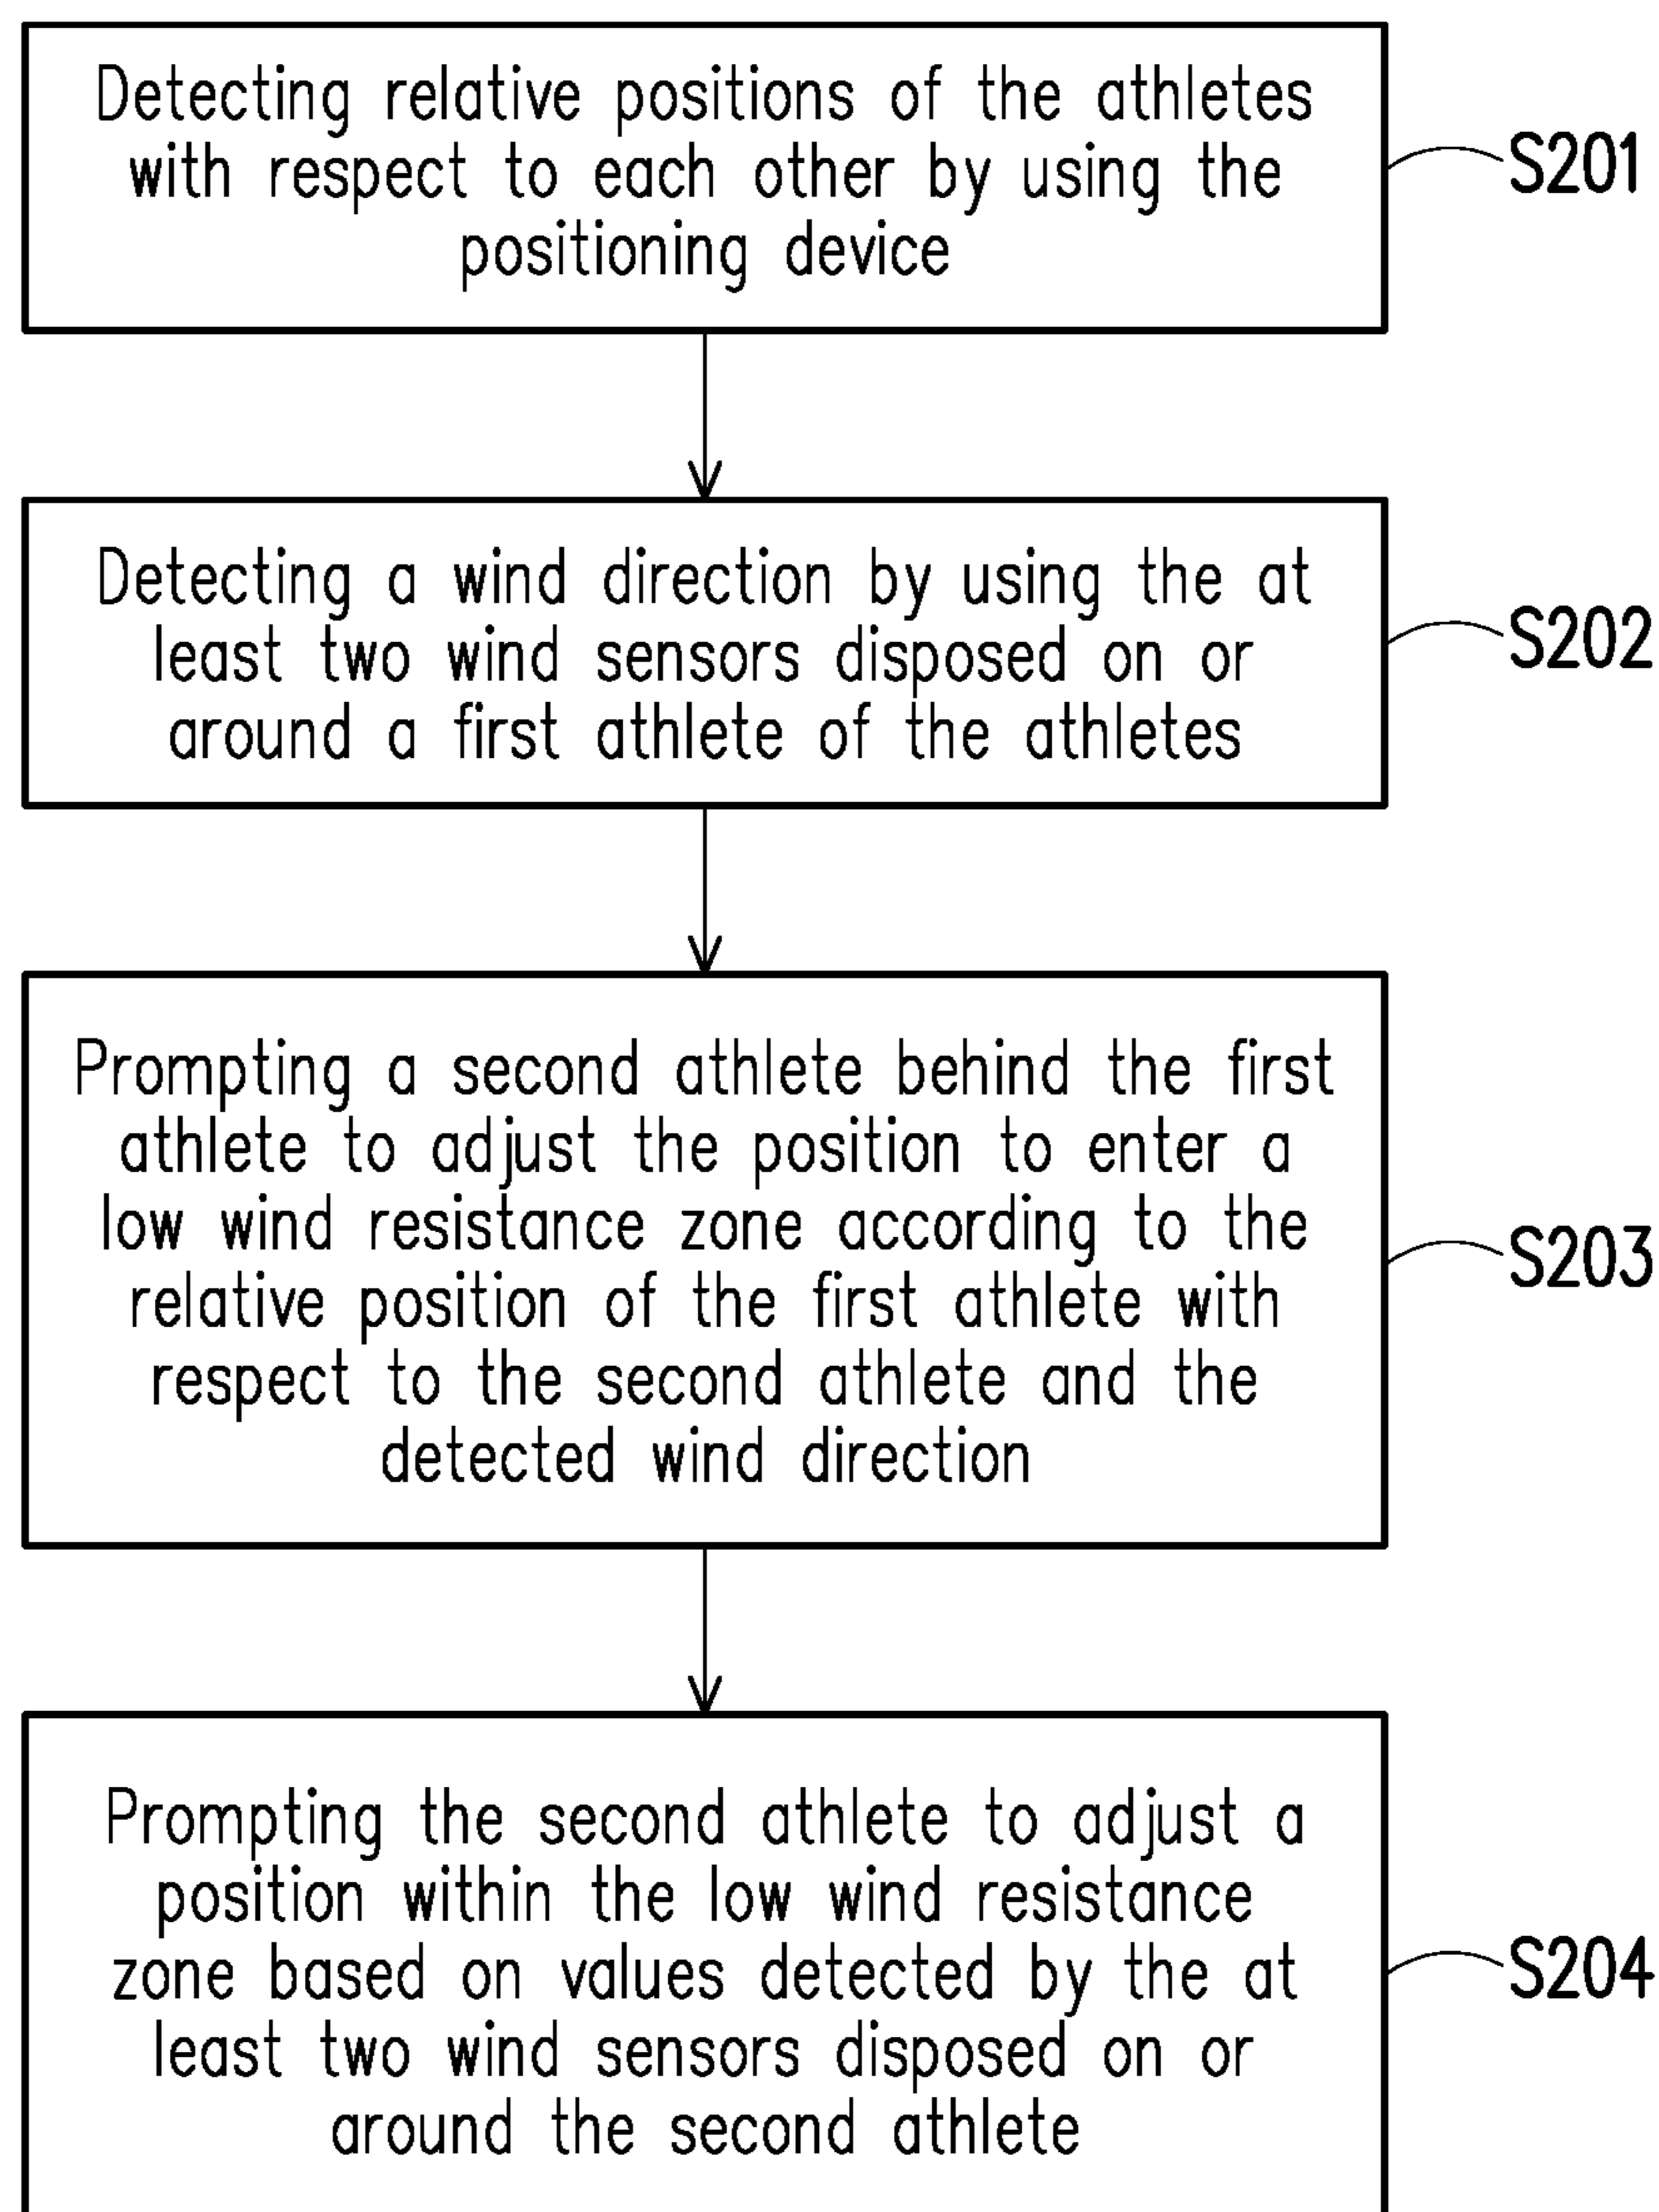 Detecting relative positions of the athletes
with respect to each other by using the
positioning device
S201
Detecting a wind direction by using the at
least two wind sensors disposed on or
around a first athlete of the athletes
S202
Prompting a second athlete behind the first
athlete to adjust the position to enter a
low wind resistance zone according to the
relative position of the first athlete with
respect to the second athlete and the
detected wind direction
S203
Prompting the second athlete to adjust a
position within the low wind resistance
zone based on values detected by the at
least two wind sensors disposed on or
around the second athlete
S204